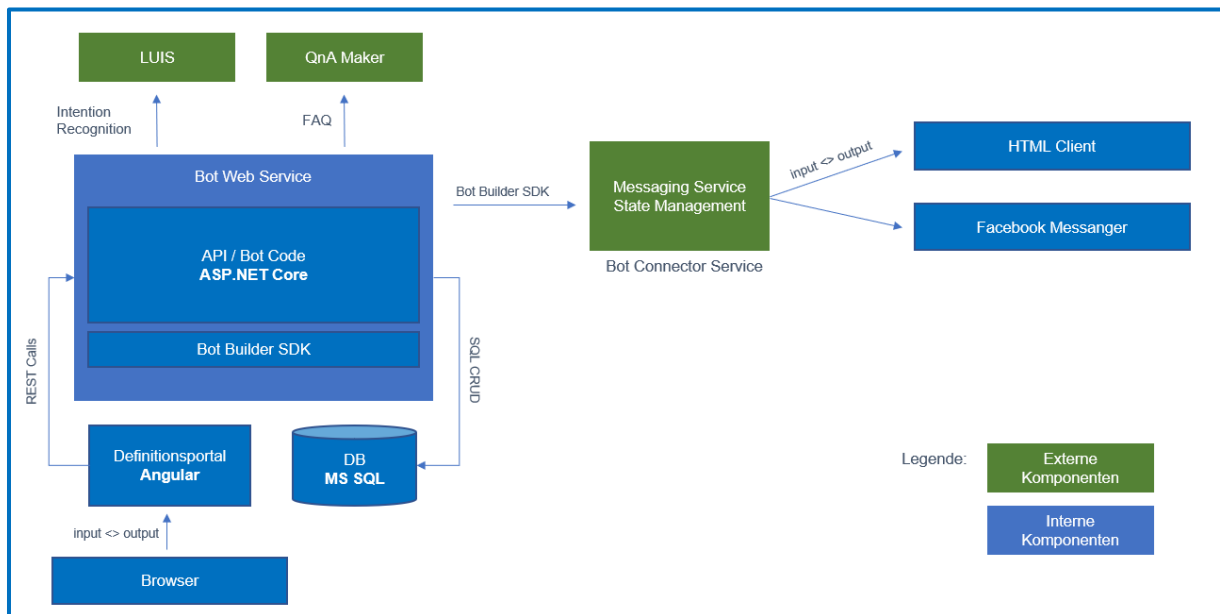 LUIS
QnA Maker
Intention
Recognition
FAQ
Bot Web Service
API / Bot Code
ASP.NET Core
Bot Builder SDK
REST Calls
SQL CRUD
Definitionsportal
Angular
DB
MS SQL
input <> output
Browser
Bot Builder SDK
Messaging Service
State Management
Bot Connector Service
input <> output
HTML Client
Facebook Messanger
Legende:
Externe
Komponenten
Interne
Komponenten